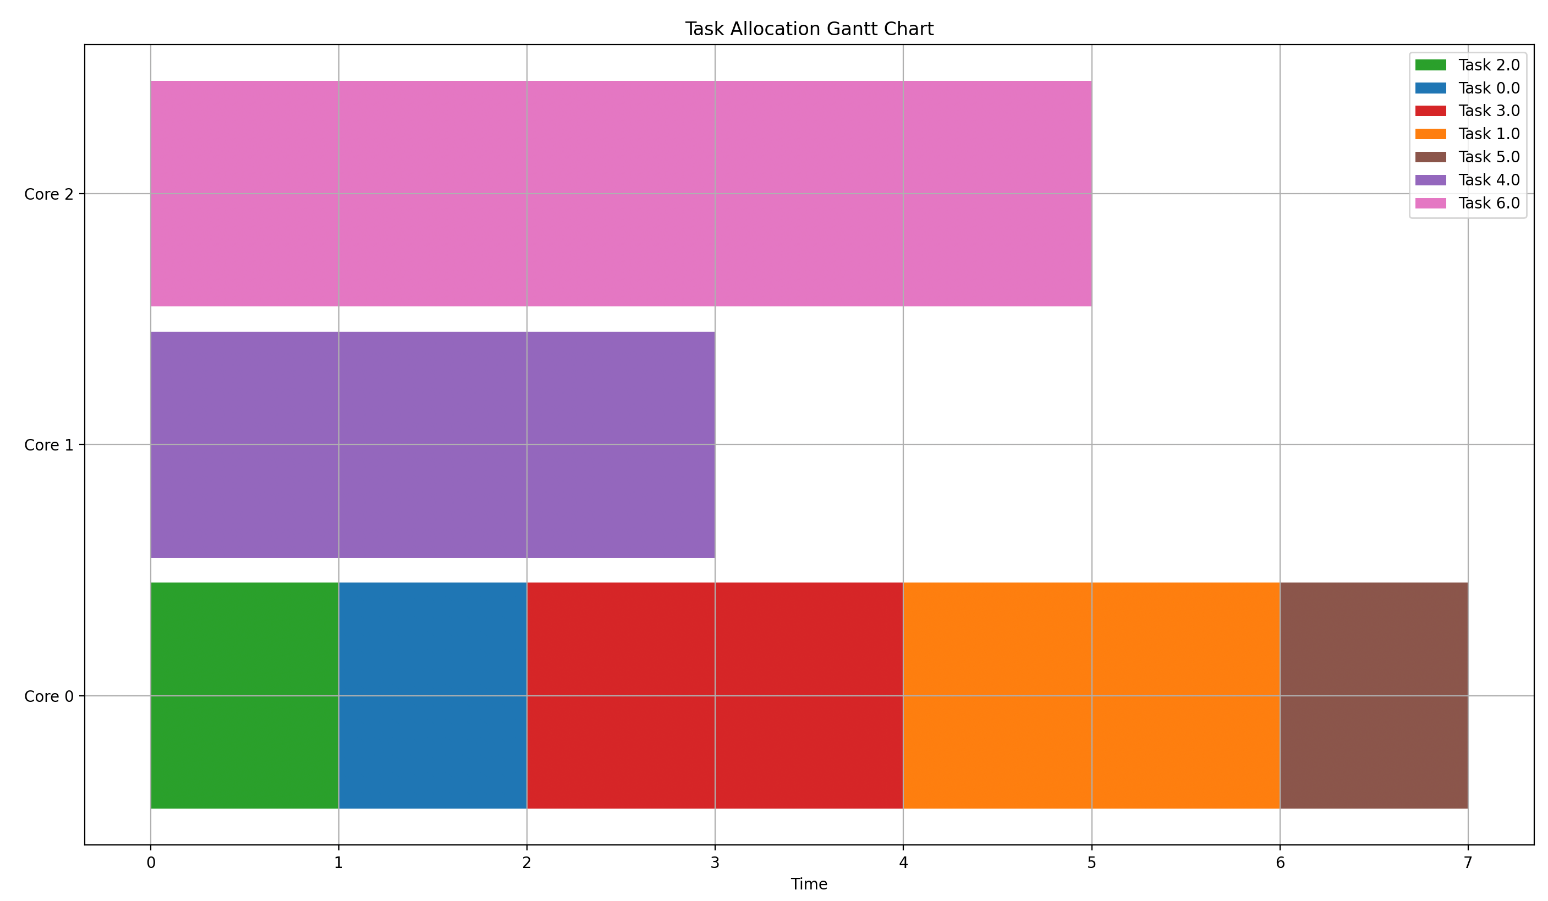 Task Allocation Gantt Chart
Task 2.0
Task 0.0
Task 3.0
Task 1.0
Task 5.0
Task 4.0
Task 6.0
Core 2
Core 1
Core 0
0 1 2 3 4 5 6 7
Time